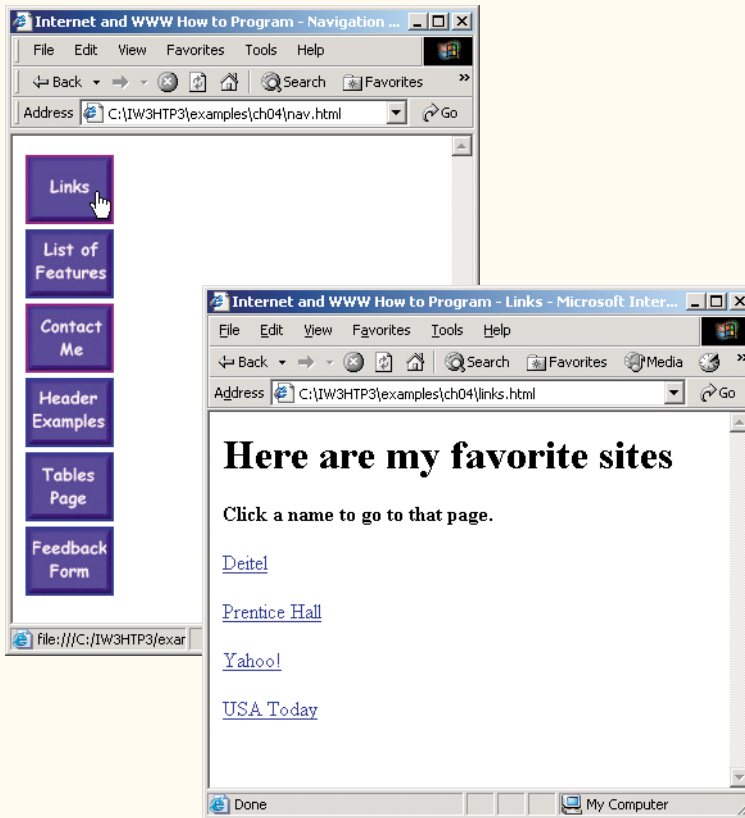 Internet and WWW How to Program - Navigation ...
File Edit View Favorites Tools Help
Back Search Favorites »
Address C:\IW3HTP3\examples\ch04\nav.html Go
Links
List of
Features
Contact
Me
Header
Examples
Tables
Page
Feedback
Form
file:///C:/IW3HTP3/exar
Internet and WWW How to Program - Links - Microsoft Inter...
File Edit View Favorites Tools Help
Back Search Favorites Media »
Address C:\IW3HTP3\examples\ch04\links.html Go
Here are my favorite sites
Click a name to go to that page.
Deitel
Prentice Hall
Yahoo!
USA Today
Done My Computer